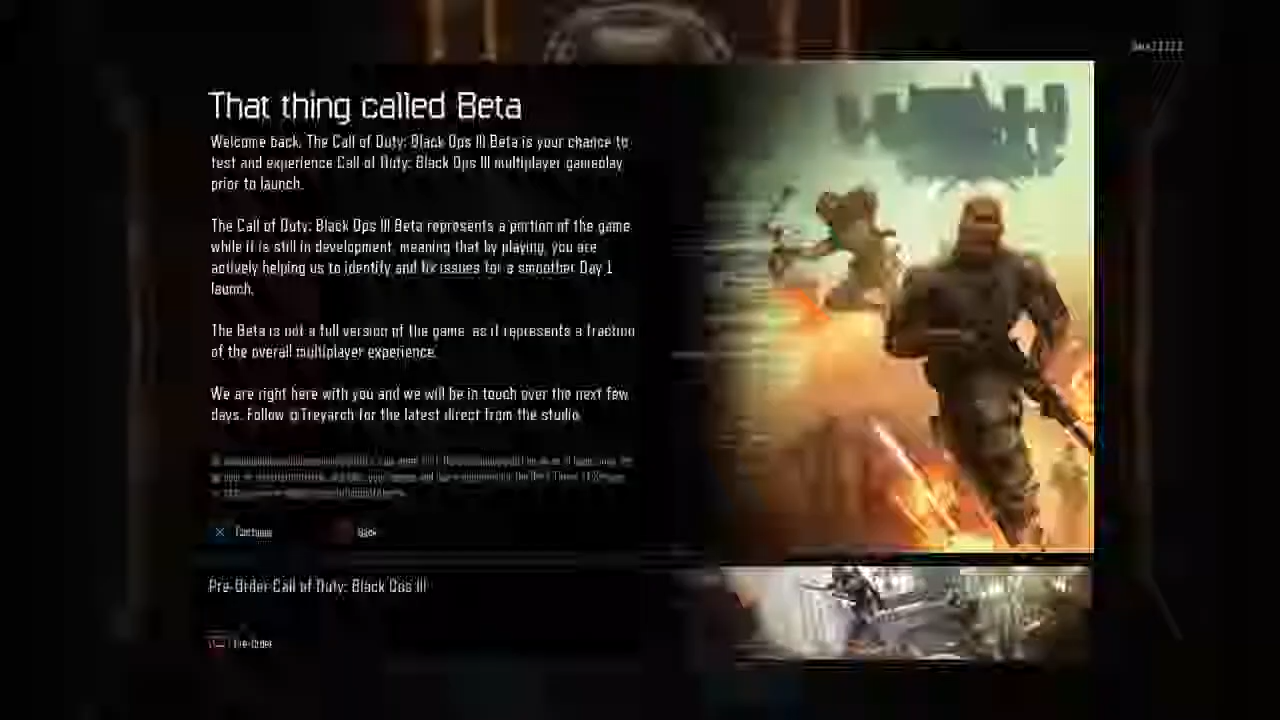 That thing called Beta
Welcome back. The Call of Duty: Black Ops III Beta is your chance to
test and experience Call of Duty: Black Ops III multiplayer gameplay
prior to launch.
The Call of Duty: Black Ops III Beta represents a portion of the game
while it is still in development, meaning that by playing, you are
actively helping us to identify and fix issues for a smoother Day 1
launch.
The Beta is not a full version of the game as it represents a fraction
of the overall multiplayer experience.
We are right here with you and we will be in touch over the next few
days. Follow @Treyarch for the latest direct from the studio.
Continue Back
Pre-Order Call of Duty: Black Ops III
Pre-Order